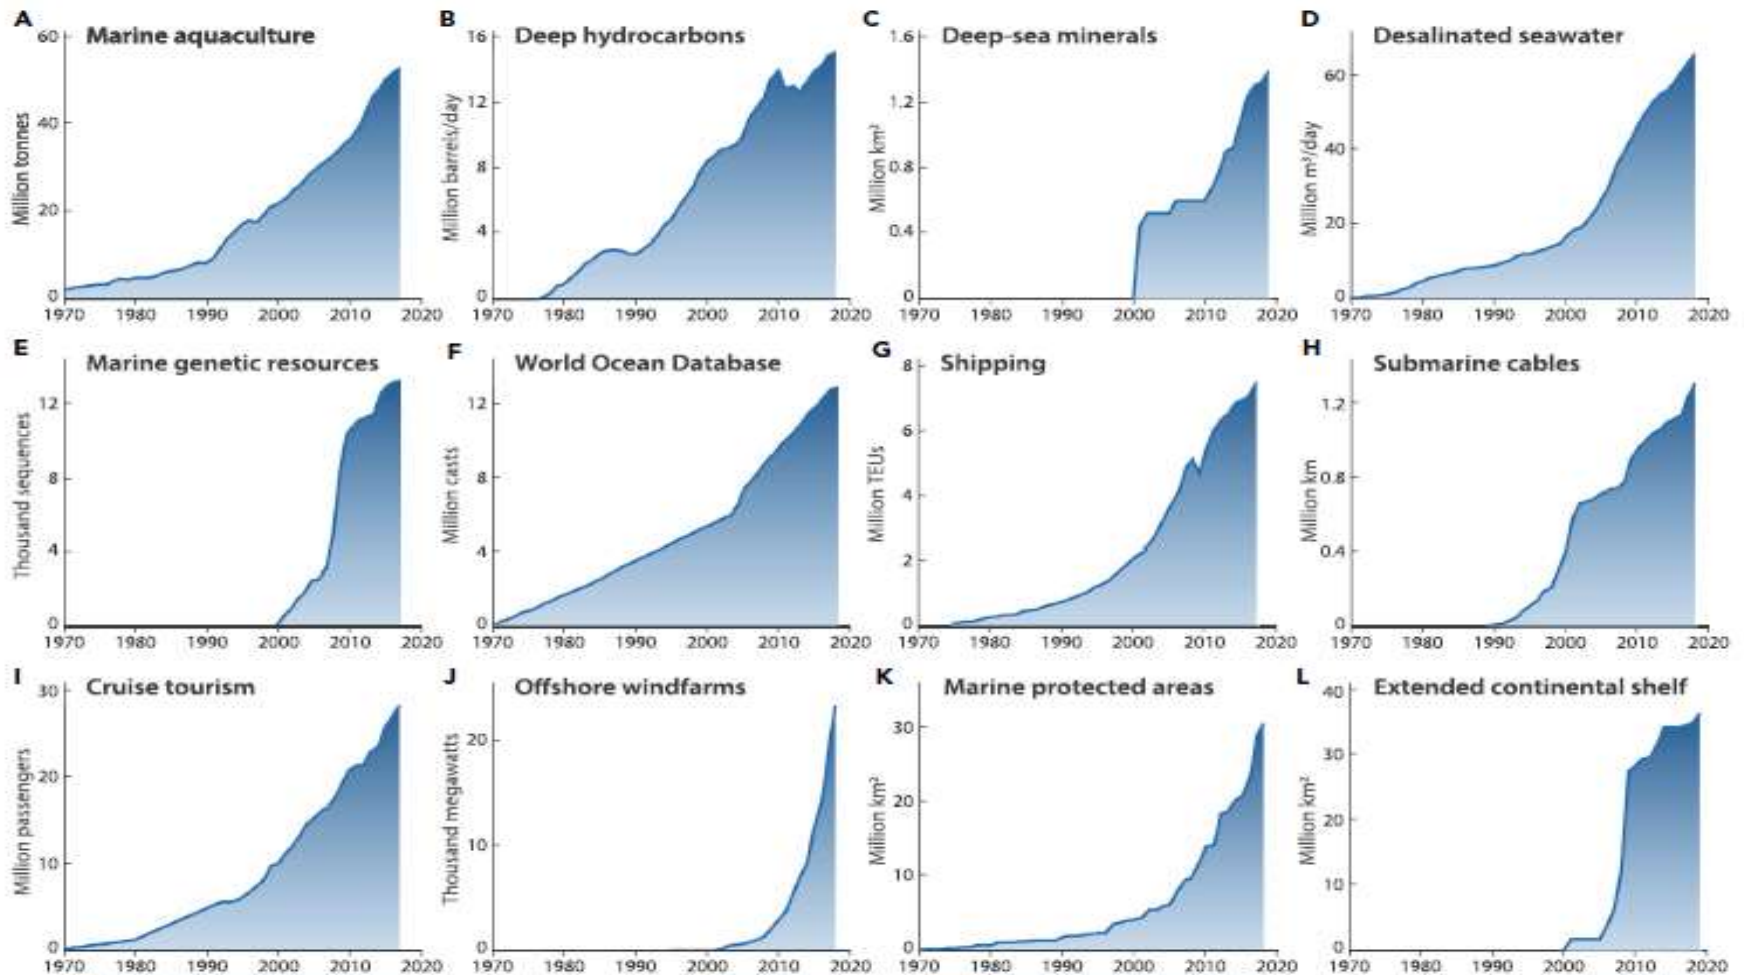 A Marine aquaculture
Million tonnes
60
40
20
0
1970 1980 1990 2000 2010 2020
B Deep hydrocarbons
Million barrels/day
16
12
8
4
0
1970 1980 1990 2000 2010 2020
C Deep-sea minerals
Million km²
1.6
1.2
0.8
0.4
0
1970 1980 1990 2000 2010 2020
D Desalinated seawater
Million m³/day
60
40
20
0
1970 1980 1990 2000 2010 2020
E Marine genetic resources
Thousand sequences
12
8
4
0
1970 1980 1990 2000 2010 2020
F World Ocean Database
Million casts
12
8
4
0
1970 1980 1990 2000 2010 2020
G Shipping
Million TEUs
8
6
4
2
0
1970 1980 1990 2000 2010 2020
H Submarine cables
Million km
1.2
0.8
0.4
0
1970 1980 1990 2000 2010 2020
I Cruise tourism
Million passengers
30
20
10
0
1970 1980 1990 2000 2010 2020
J Offshore windfarms
Thousand megawatts
20
10
0
1970 1980 1990 2000 2010 2020
K Marine protected areas
Million km²
30
20
10
0
1970 1980 1990 2000 2010 2020
L Extended continental shelf
Million km²
40
30
20
10
0
1970 1980 1990 2000 2010 2020